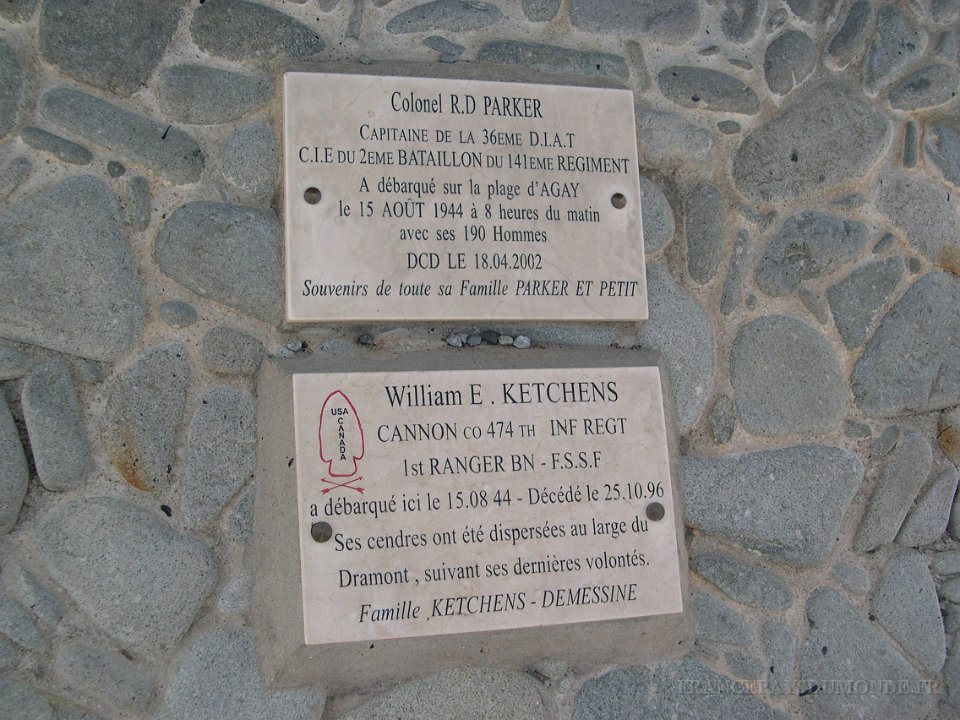 Colonel R.D PARKER
CAPITAINE DE LA 36EME D.I.A.T
C.I.E DU 2EME BATAILLON DU 141EME REGIMENT
A débarqué sur la plage d'AGAY
le 15 AOÛT 1944 à 8 heures du matin
avec ses 190 Hommes
DCD LE 18.04.2002
Souvenirs de toute sa Famille PARKER ET PETIT
USA
CANADA
William E . KETCHENS
CANNON CO 474 TH INF REGT
1st RANGER BN - F.S.S.F
a débarqué ici le 15.08 44 - Décédé le 25.10.96
Ses cendres ont été dispersées au large du
Dramont , suivant ses dernières volontés.
Famille KETCHENS - DEMESSINE
FRANCEPAYSDUMONDE.FR